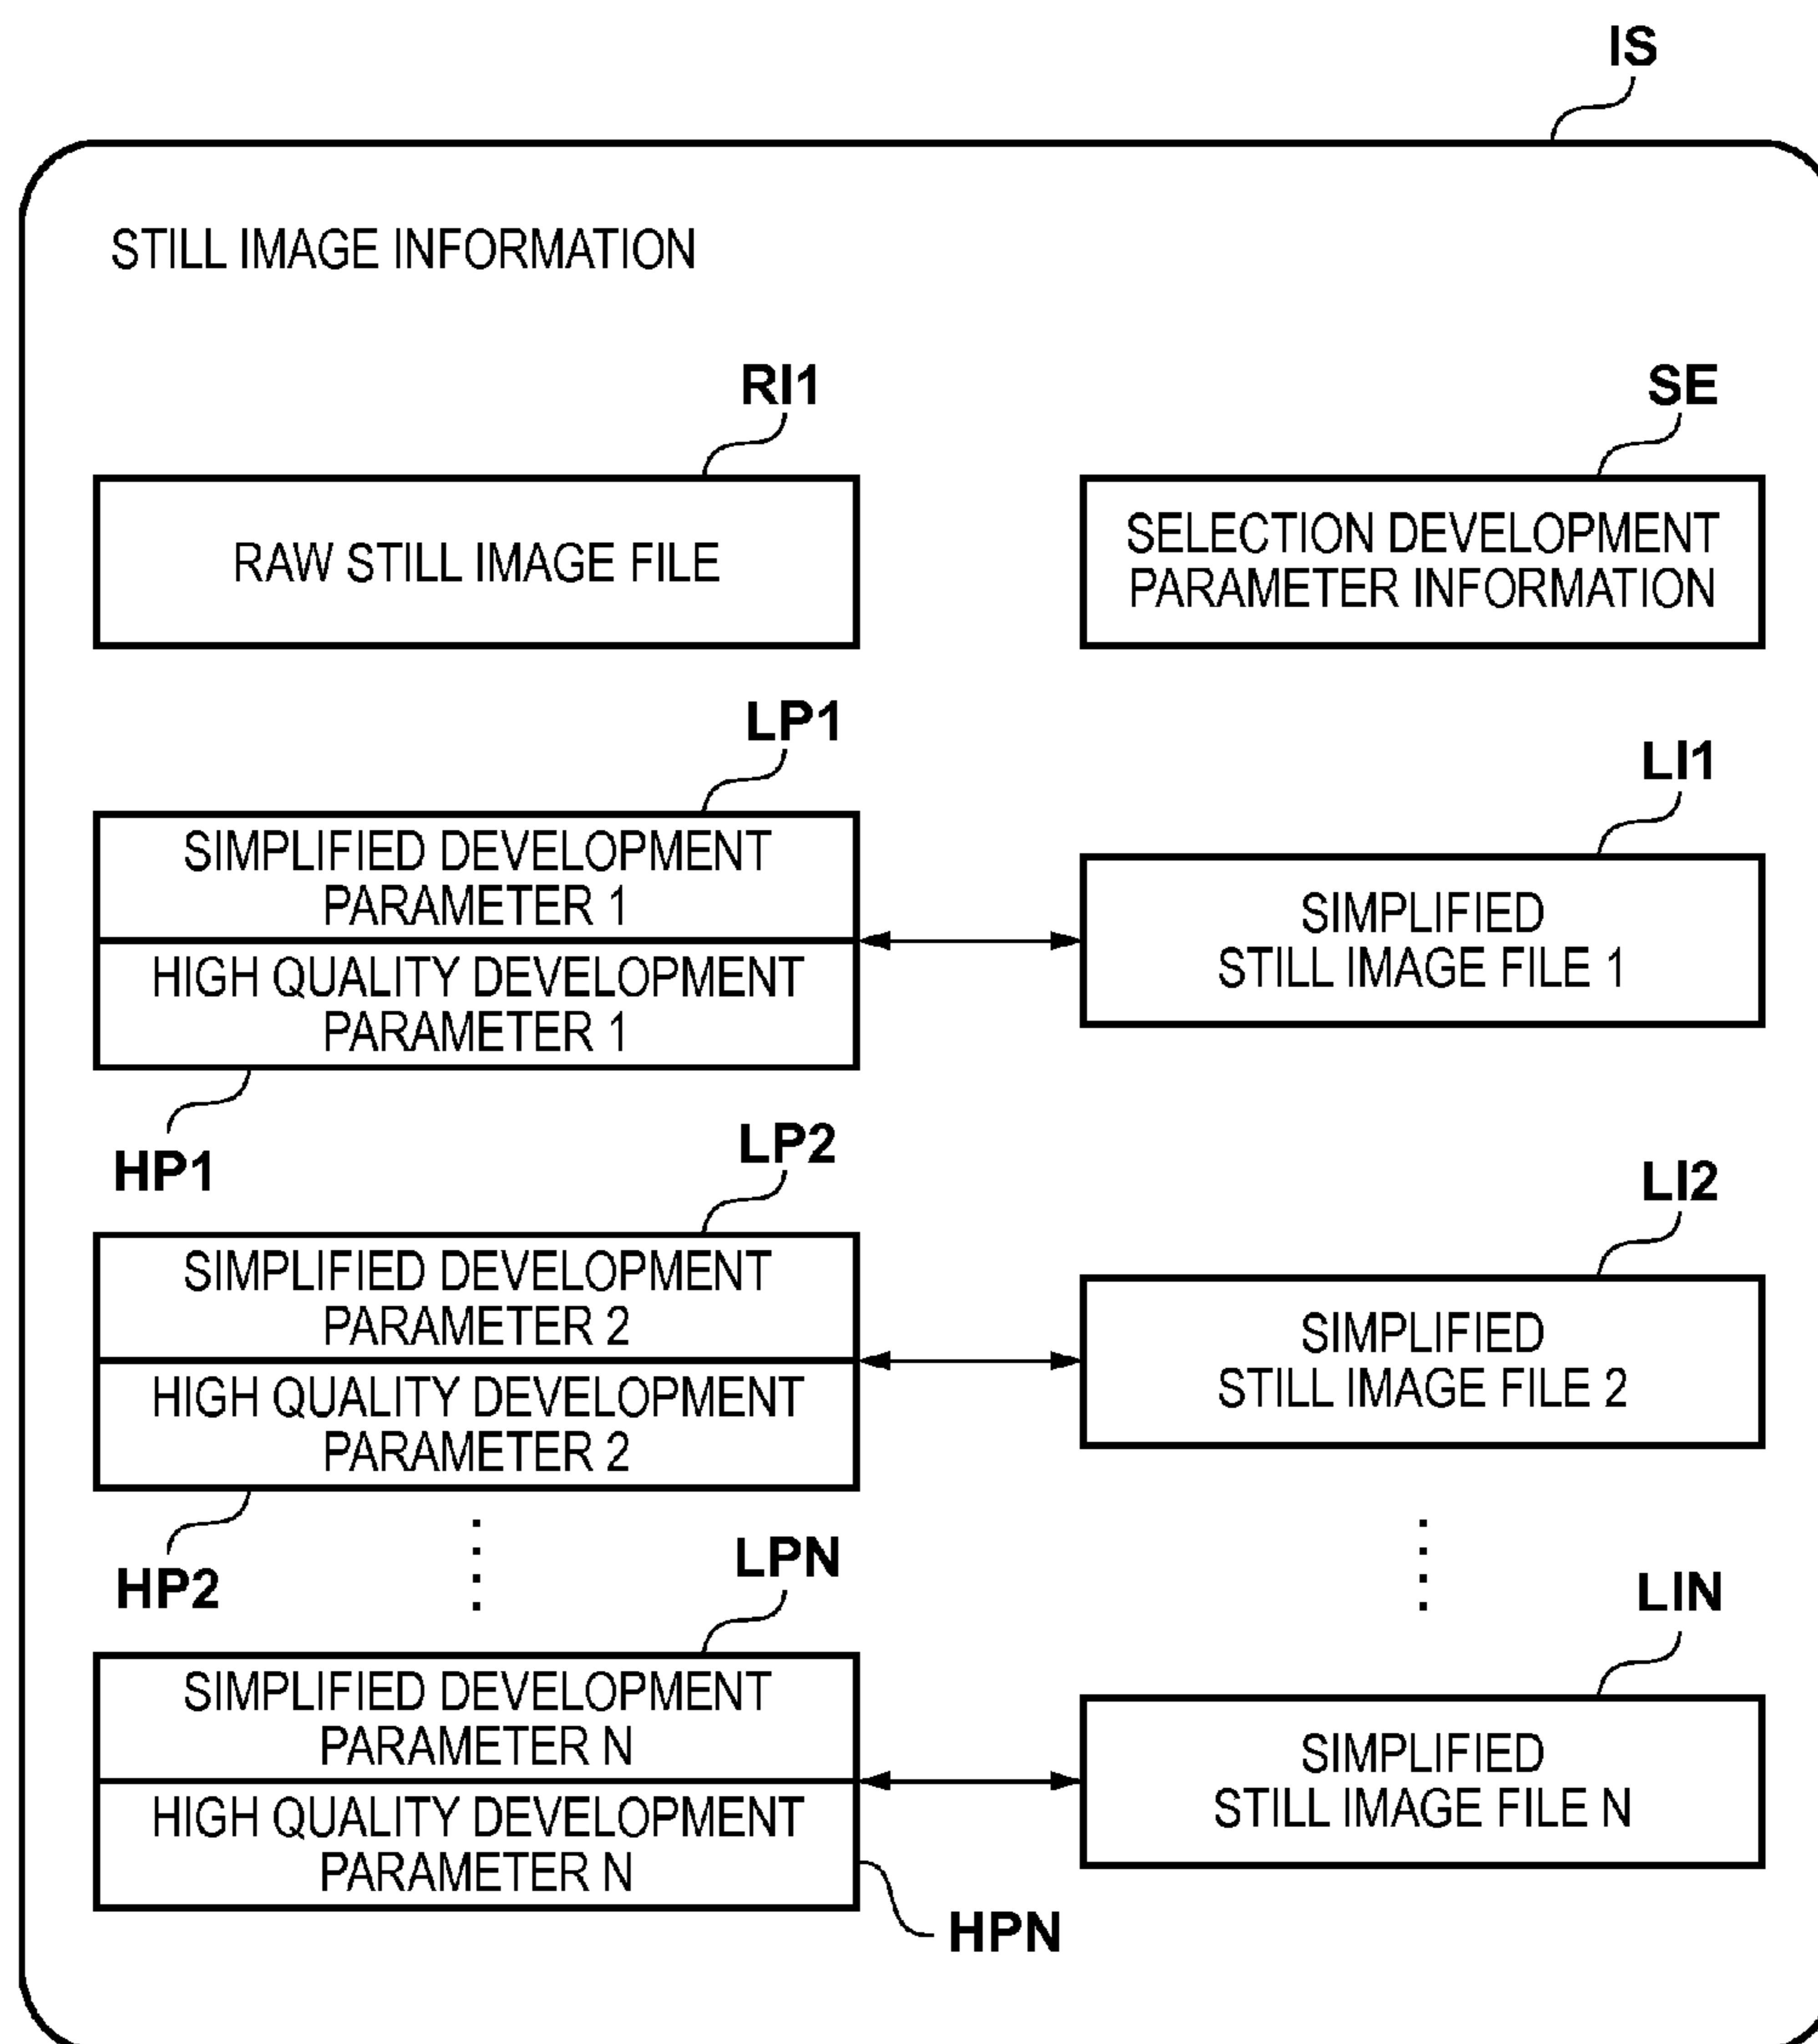 IS
STILL IMAGE INFORMATION
RI1
SE
RAW STILL IMAGE FILE
SELECTION DEVELOPMENT
PARAMETER INFORMATION
LP1
LI1
SIMPLIFIED DEVELOPMENT
PARAMETER 1
HIGH QUALITY DEVELOPMENT
PARAMETER 1
SIMPLIFIED
STILL IMAGE FILE 1
HP1
LP2
LI2
SIMPLIFIED DEVELOPMENT
PARAMETER 2
HIGH QUALITY DEVELOPMENT
PARAMETER 2
SIMPLIFIED
STILL IMAGE FILE 2
HP2
LPN
LIN
SIMPLIFIED DEVELOPMENT
PARAMETER N
HIGH QUALITY DEVELOPMENT
PARAMETER N
SIMPLIFIED
STILL IMAGE FILE N
HPN